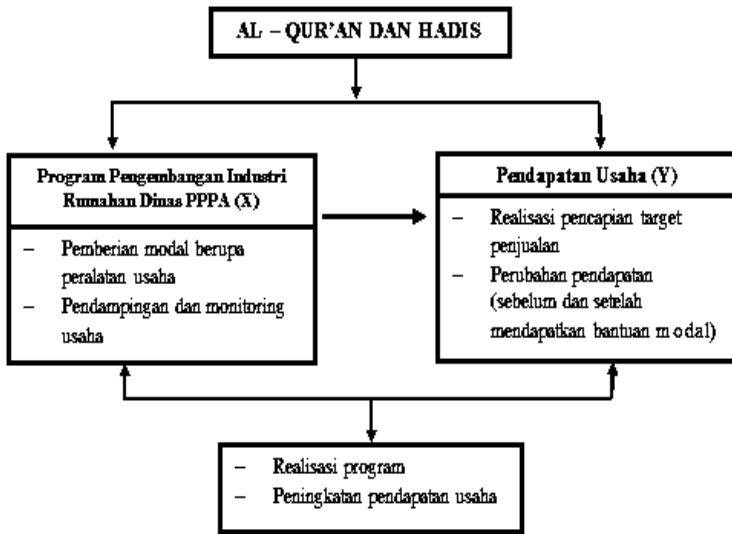 AL – QUR'AN DAN HADIS
Program Pengembangan Industri
Rumahan Dinas PPPA (X)
– Pemberian modal berupa
peralatan usaha
– Pendampingan dan monitoring
usaha
Pendapatan Usaha (Y)
– Realisasi pencapian target
penjualan
– Perubahan pendapatan
(sebelum dan setelah
mendapatkan bantuan modal)
– Realisasi program
– Peningkatan pendapatan usaha